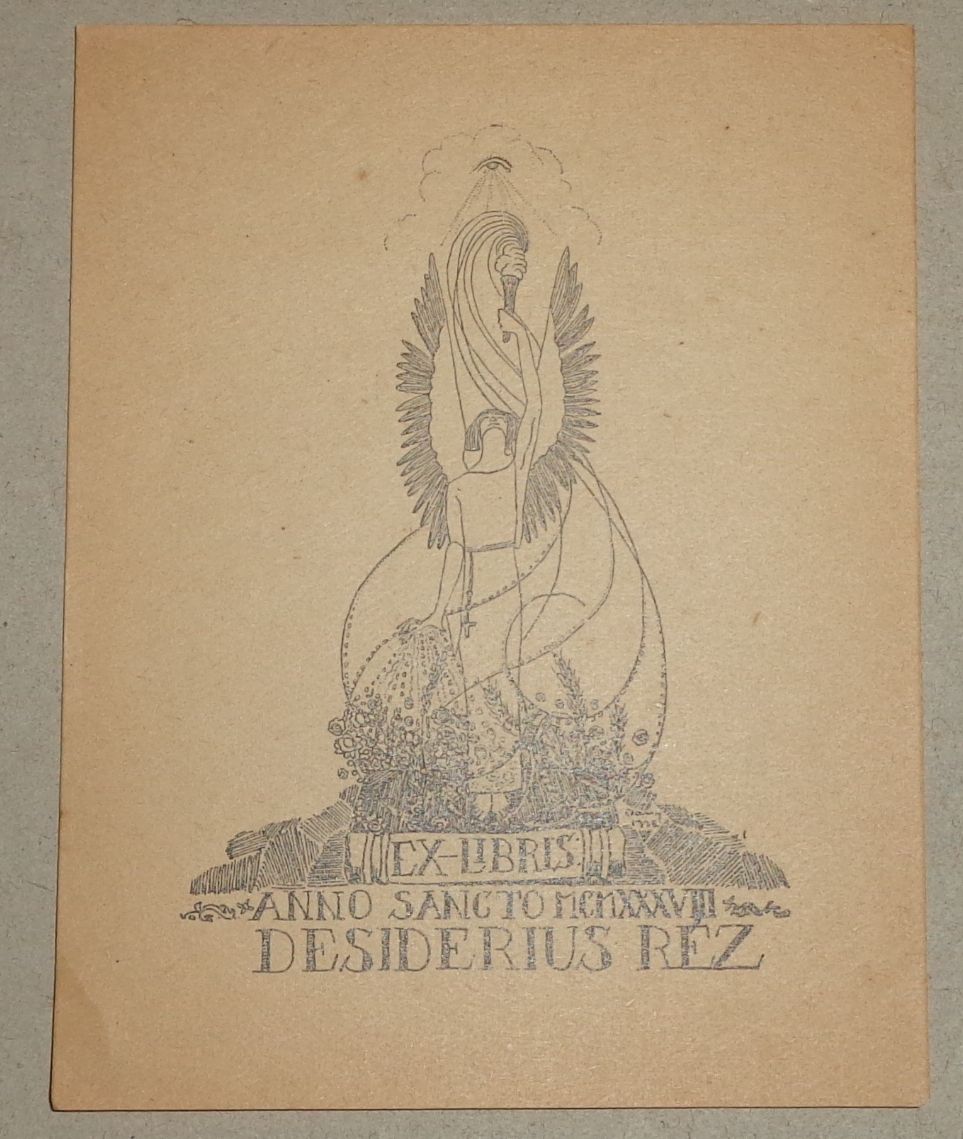 EX-LIBRIS
ANNO SANCTO MCMXXXVIII
DESIDERIUS RÉZ